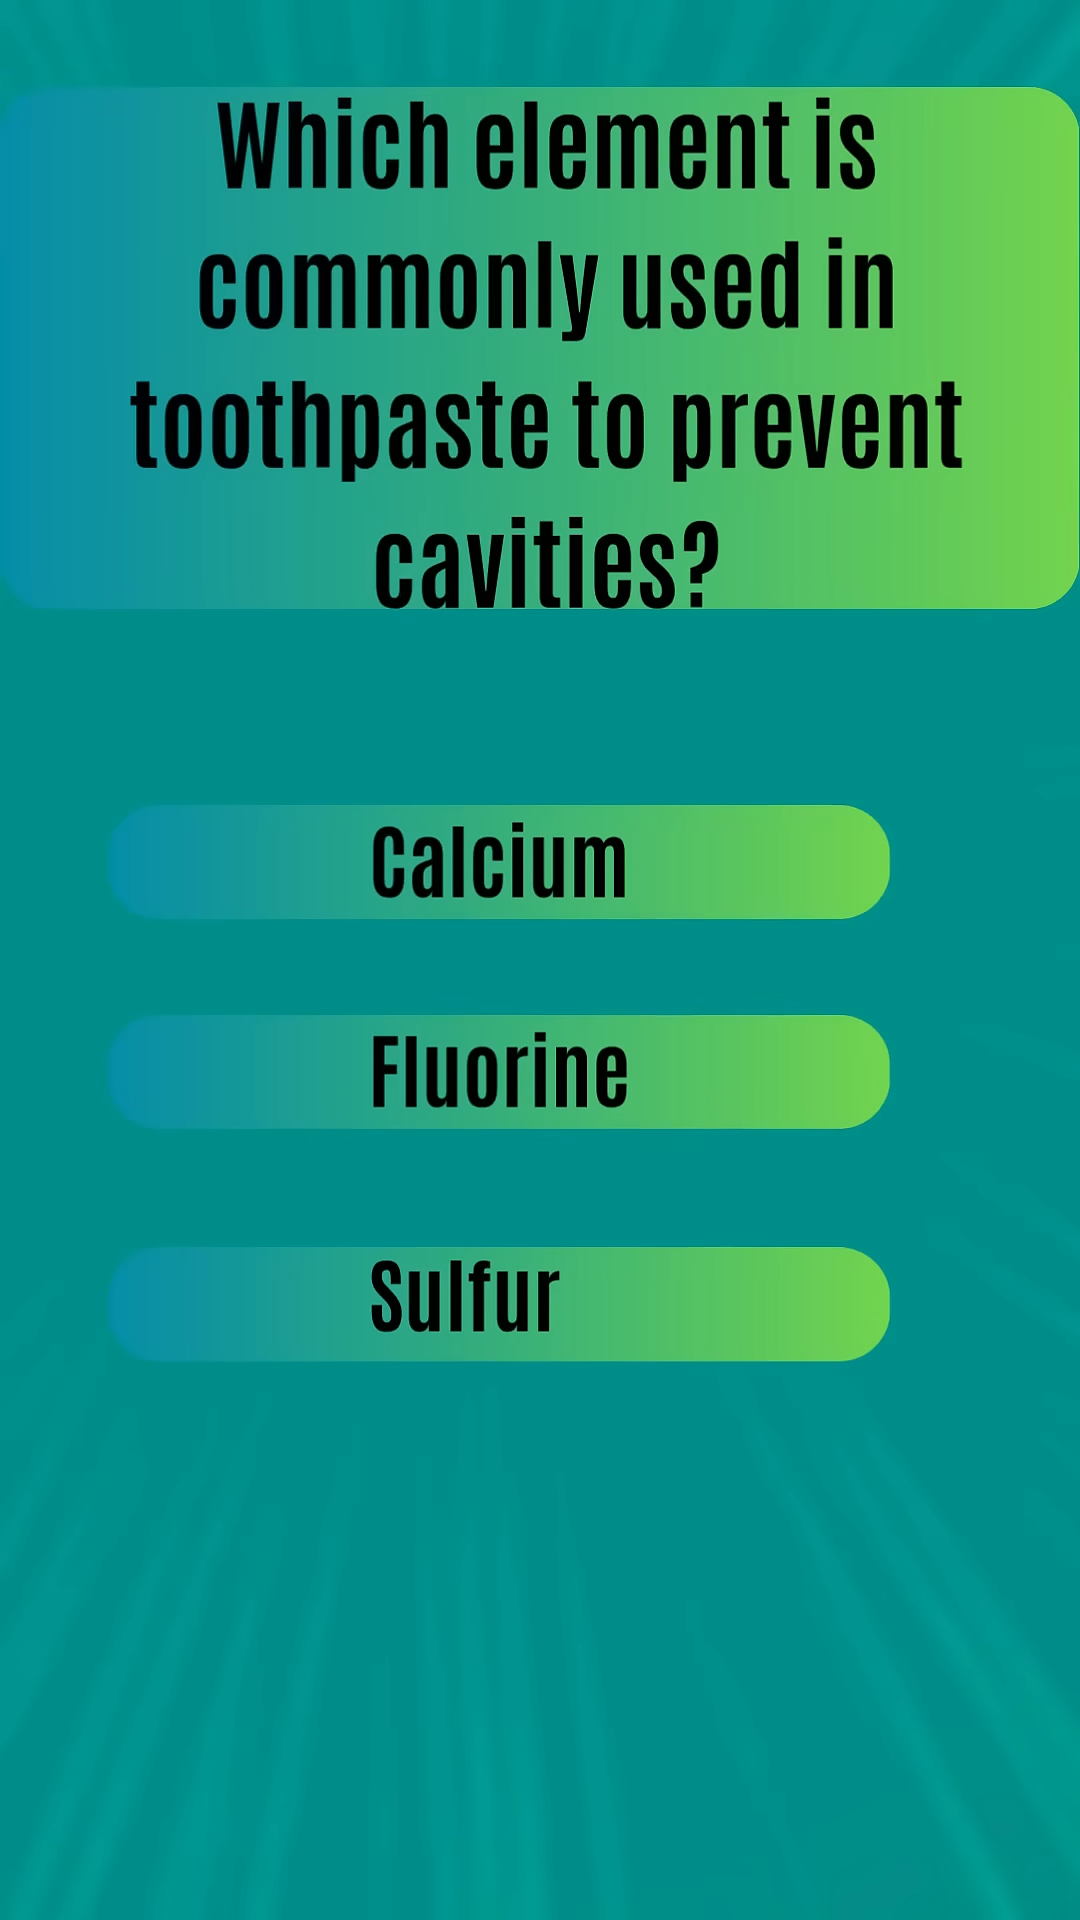 Which element is
commonly used in
toothpaste to prevent
cavities?
Calcium
Fluorine
Sulfur